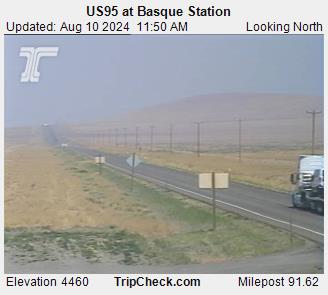 US95 at Basque Station
Updated: Aug 10 2024 11:50 AM Looking North
Elevation 4460 TripCheck.com Milepost 91.62